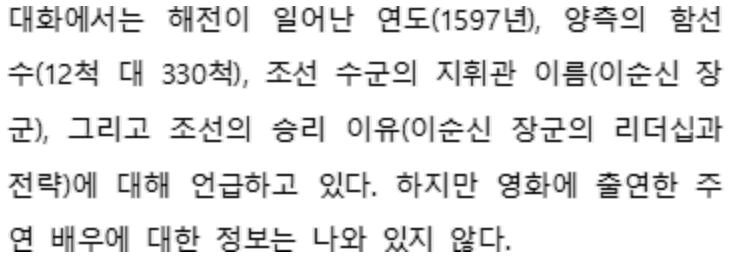 대화에서는 해전이 일어난 연도(1597년), 양측의 함선
수(12척 대 330척), 조선 수군의 지휘관 이름(이순신 장
군), 그리고 조선의 승리 이유(이순신 장군의 리더십과
전략)에 대해 언급하고 있다. 하지만 영화에 출연한 주
연 배우에 대한 정보는 나와 있지 않다.